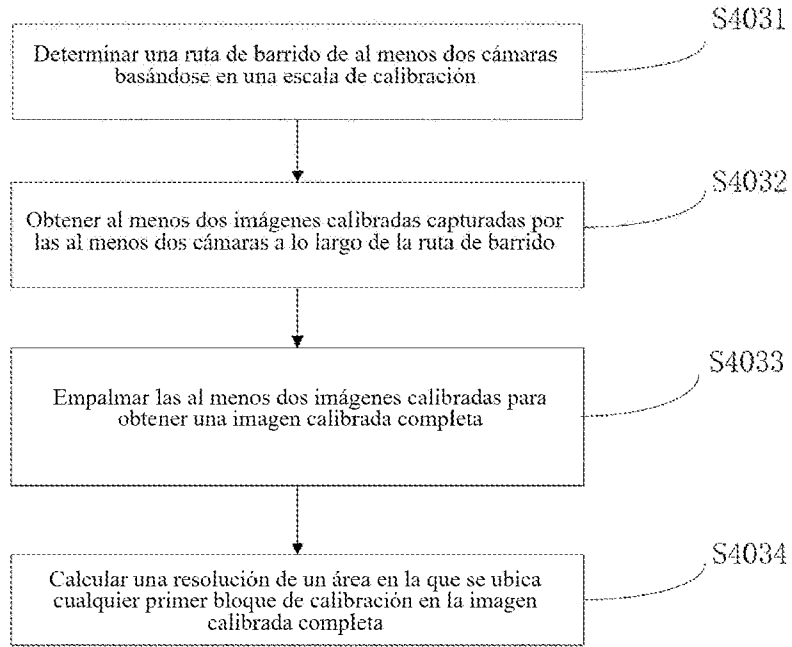 S4031
Determinar una ruta de barrido de al menos dos cámaras
basándose en una escala de calibración
S4032
Obtener al menos dos imágenes calibradas capturadas por
las al menos dos cámaras a lo largo de la ruta de barrido
S4033
Empalmar las al menos dos imágenes calibradas para
obtener una imagen calibrada completa
S4034
Calcular una resolución de un área en la que se ubica
cualquier primer bloque de calibración en la imagen
calibrada completa